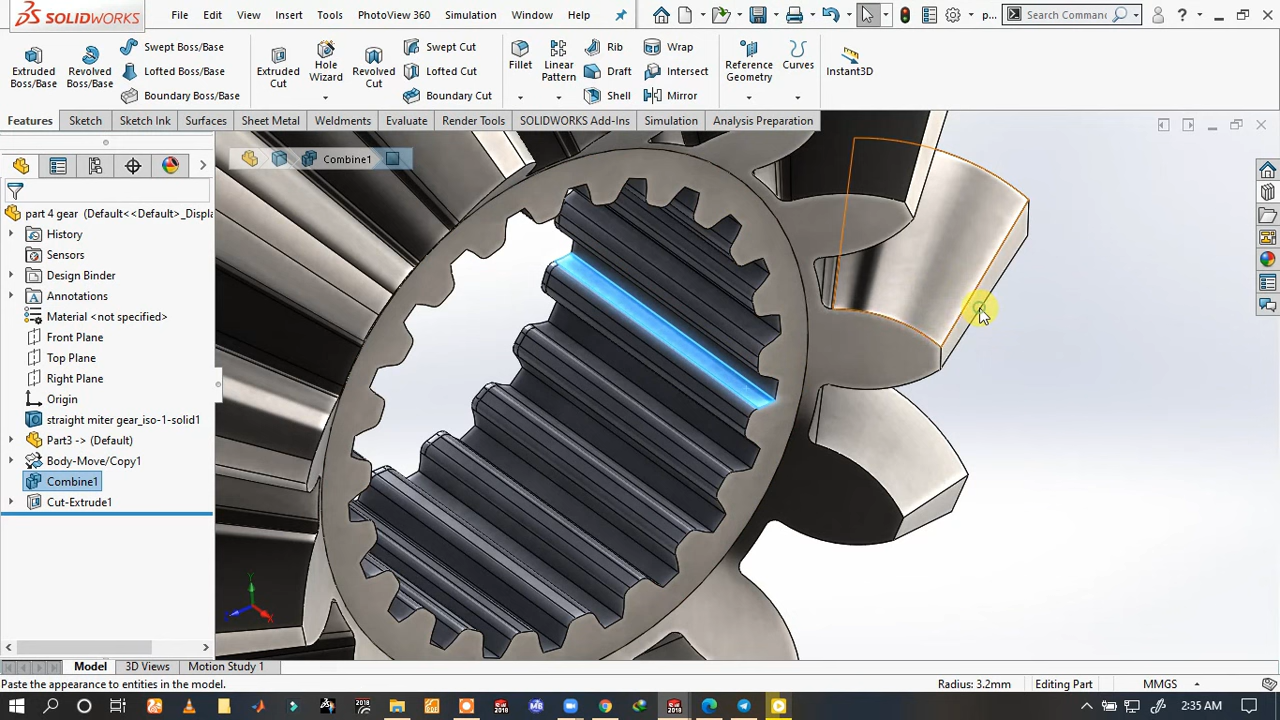 SOLIDWORKS File Edit View Insert Tools PhotoView 360 Simulation Window Help p... Search Commanc ?
Extruded Boss/Base
Revolved Boss/Base
Swept Boss/Base
Lofted Boss/Base
Boundary Boss/Base
Extruded Cut
Hole Wizard
Revolved Cut
Swept Cut
Lofted Cut
Boundary Cut
Fillet
Linear Pattern
Rib
Draft
Shell
Wrap
Intersect
Mirror
Reference Geometry
Curves
Instant3D
Features Sketch Sketch Ink Surfaces Sheet Metal Weldments Evaluate Render Tools SOLIDWORKS Add-Ins Simulation Analysis Preparation
Combine1
part 4 gear (Default<<Default>_Displa
History
Sensors
Design Binder
Annotations
Material <not specified>
Front Plane
Top Plane
Right Plane
Origin
straight miter gear_iso-1-solid1
Part3 -> (Default)
Body-Move/Copy1
Combine1
Cut-Extrude1
Y
Z X
Model 3D Views Motion Study 1
Paste the appearance to entities in the model. Radius: 3.2mm Editing Part MMGS
2:35 AM